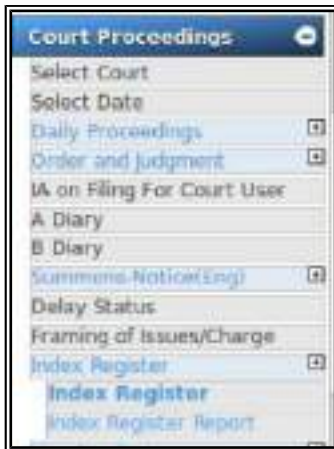 Court Proceedings
Select Court
Select Date
Daily Proceedings
Order and Judgment
IA on Filing For Court User
A Diary
B Diary
Summons-Notice(Eng)
Delay Status
Framing of Issues/Charge
Index Register
Index Register
Index Register Report